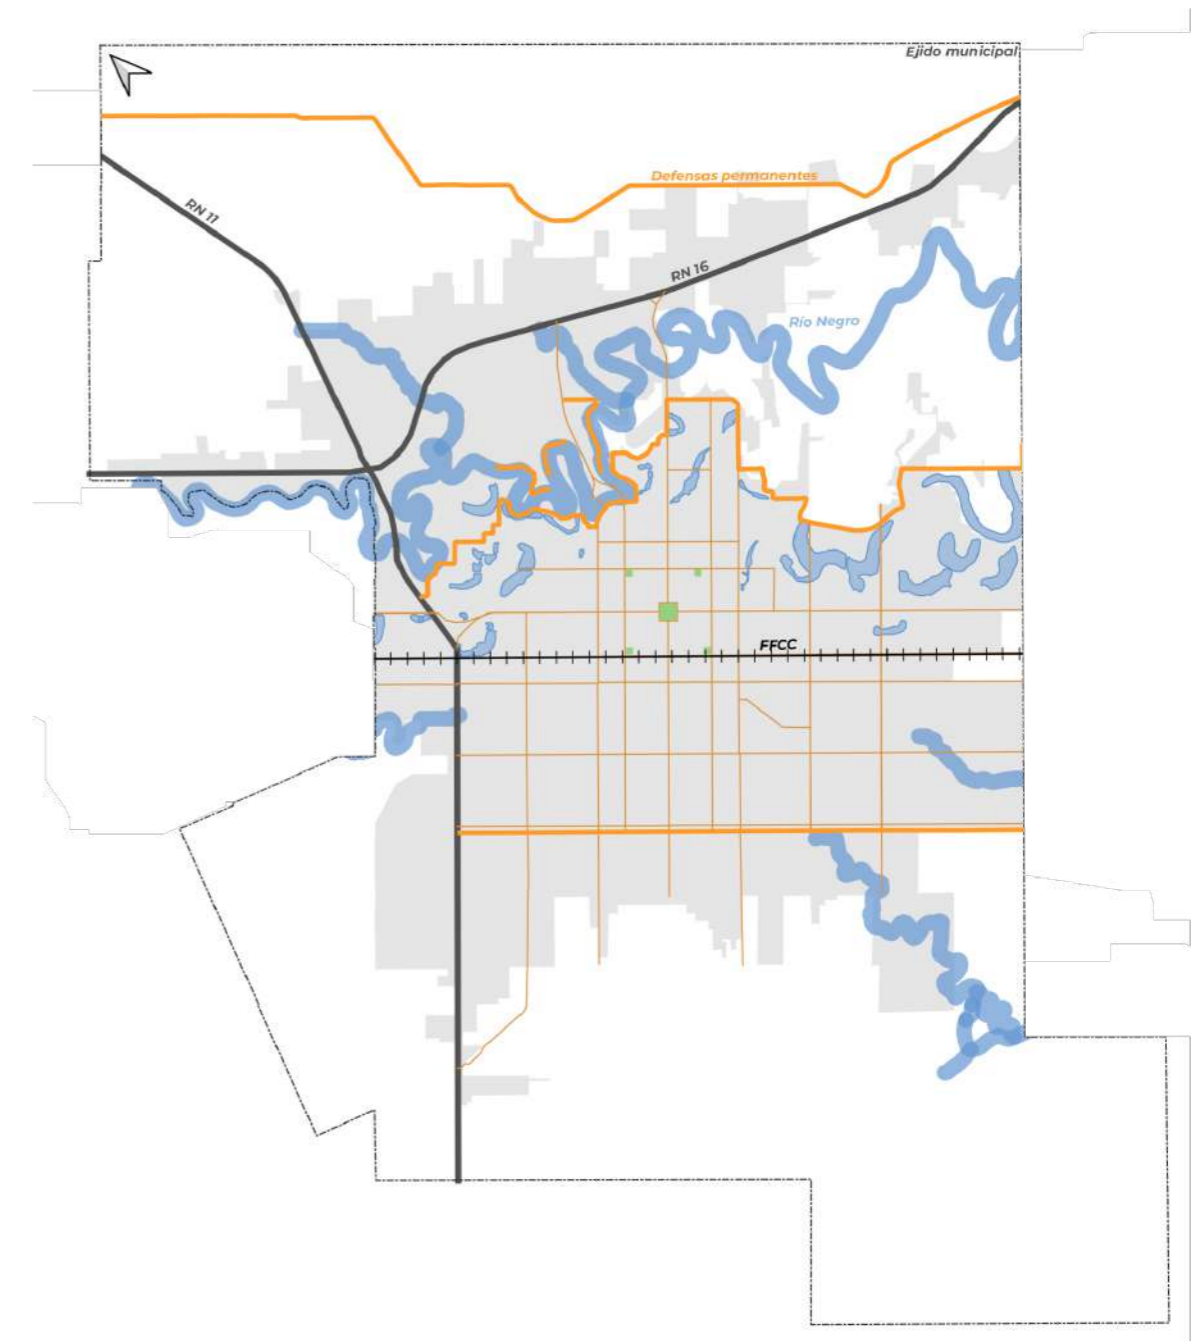 Ejido municipal
Defensas permanentes
RN 11
RN 16
Río Negro
FFCC